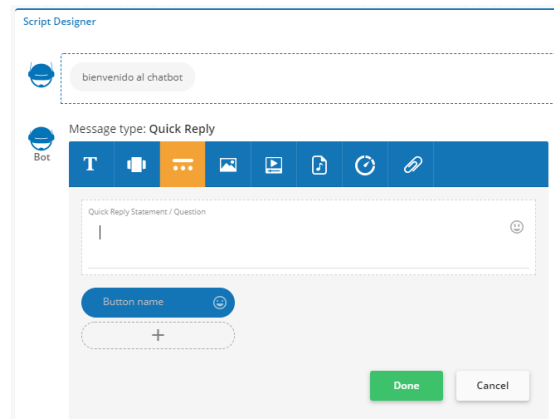 Script Designer
bienvenido al chatbot
Message type: Quick Reply
Bot
T
Quick Reply Statement / Question
Button name
+
Done
Cancel